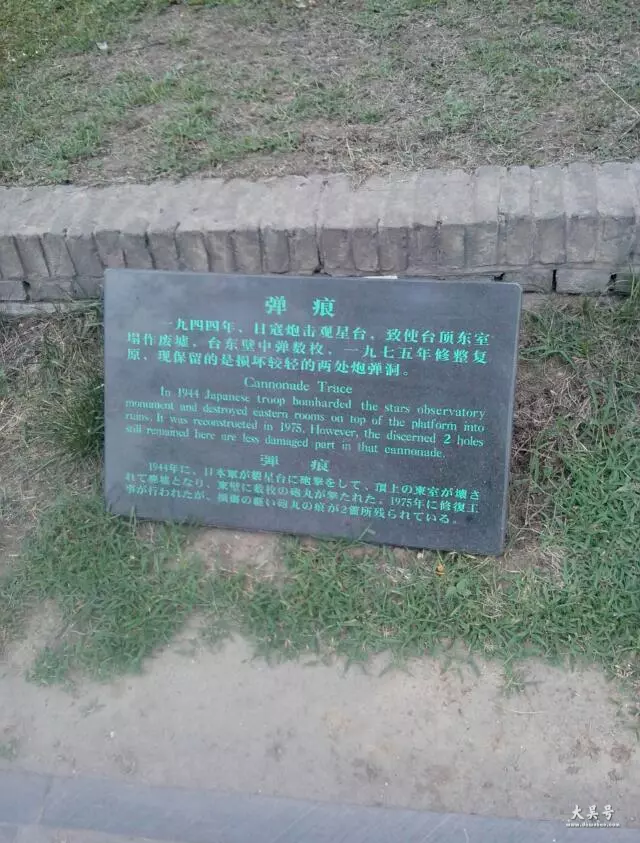 弹 痕
一九四四年、日寇炮击观星台，致使台顶东室
塌作废墟，台东壁中弹数枚，一九七五年修整复
原、现保留的是损坏较轻的两处炮弹洞。
Cannonade Trace
In 1944 Japanese troop bombarded the stars observatory
monument and destroyed eastern rooms on top of the platform into
ruins. It was reconstructed in 1975. However, the discerned 2 holes
still remained here are less damaged part in that cannonade.
弾 痕
1944年に、日本軍が観星台に砲撃をして、頂上の東室が壊さ
れて廃墟となり、東壁に数枚の砲丸が撃たれた。1975年に修復工
事が行われたが、損傷の軽い砲丸の痕が2箇所残られている。
大昊号